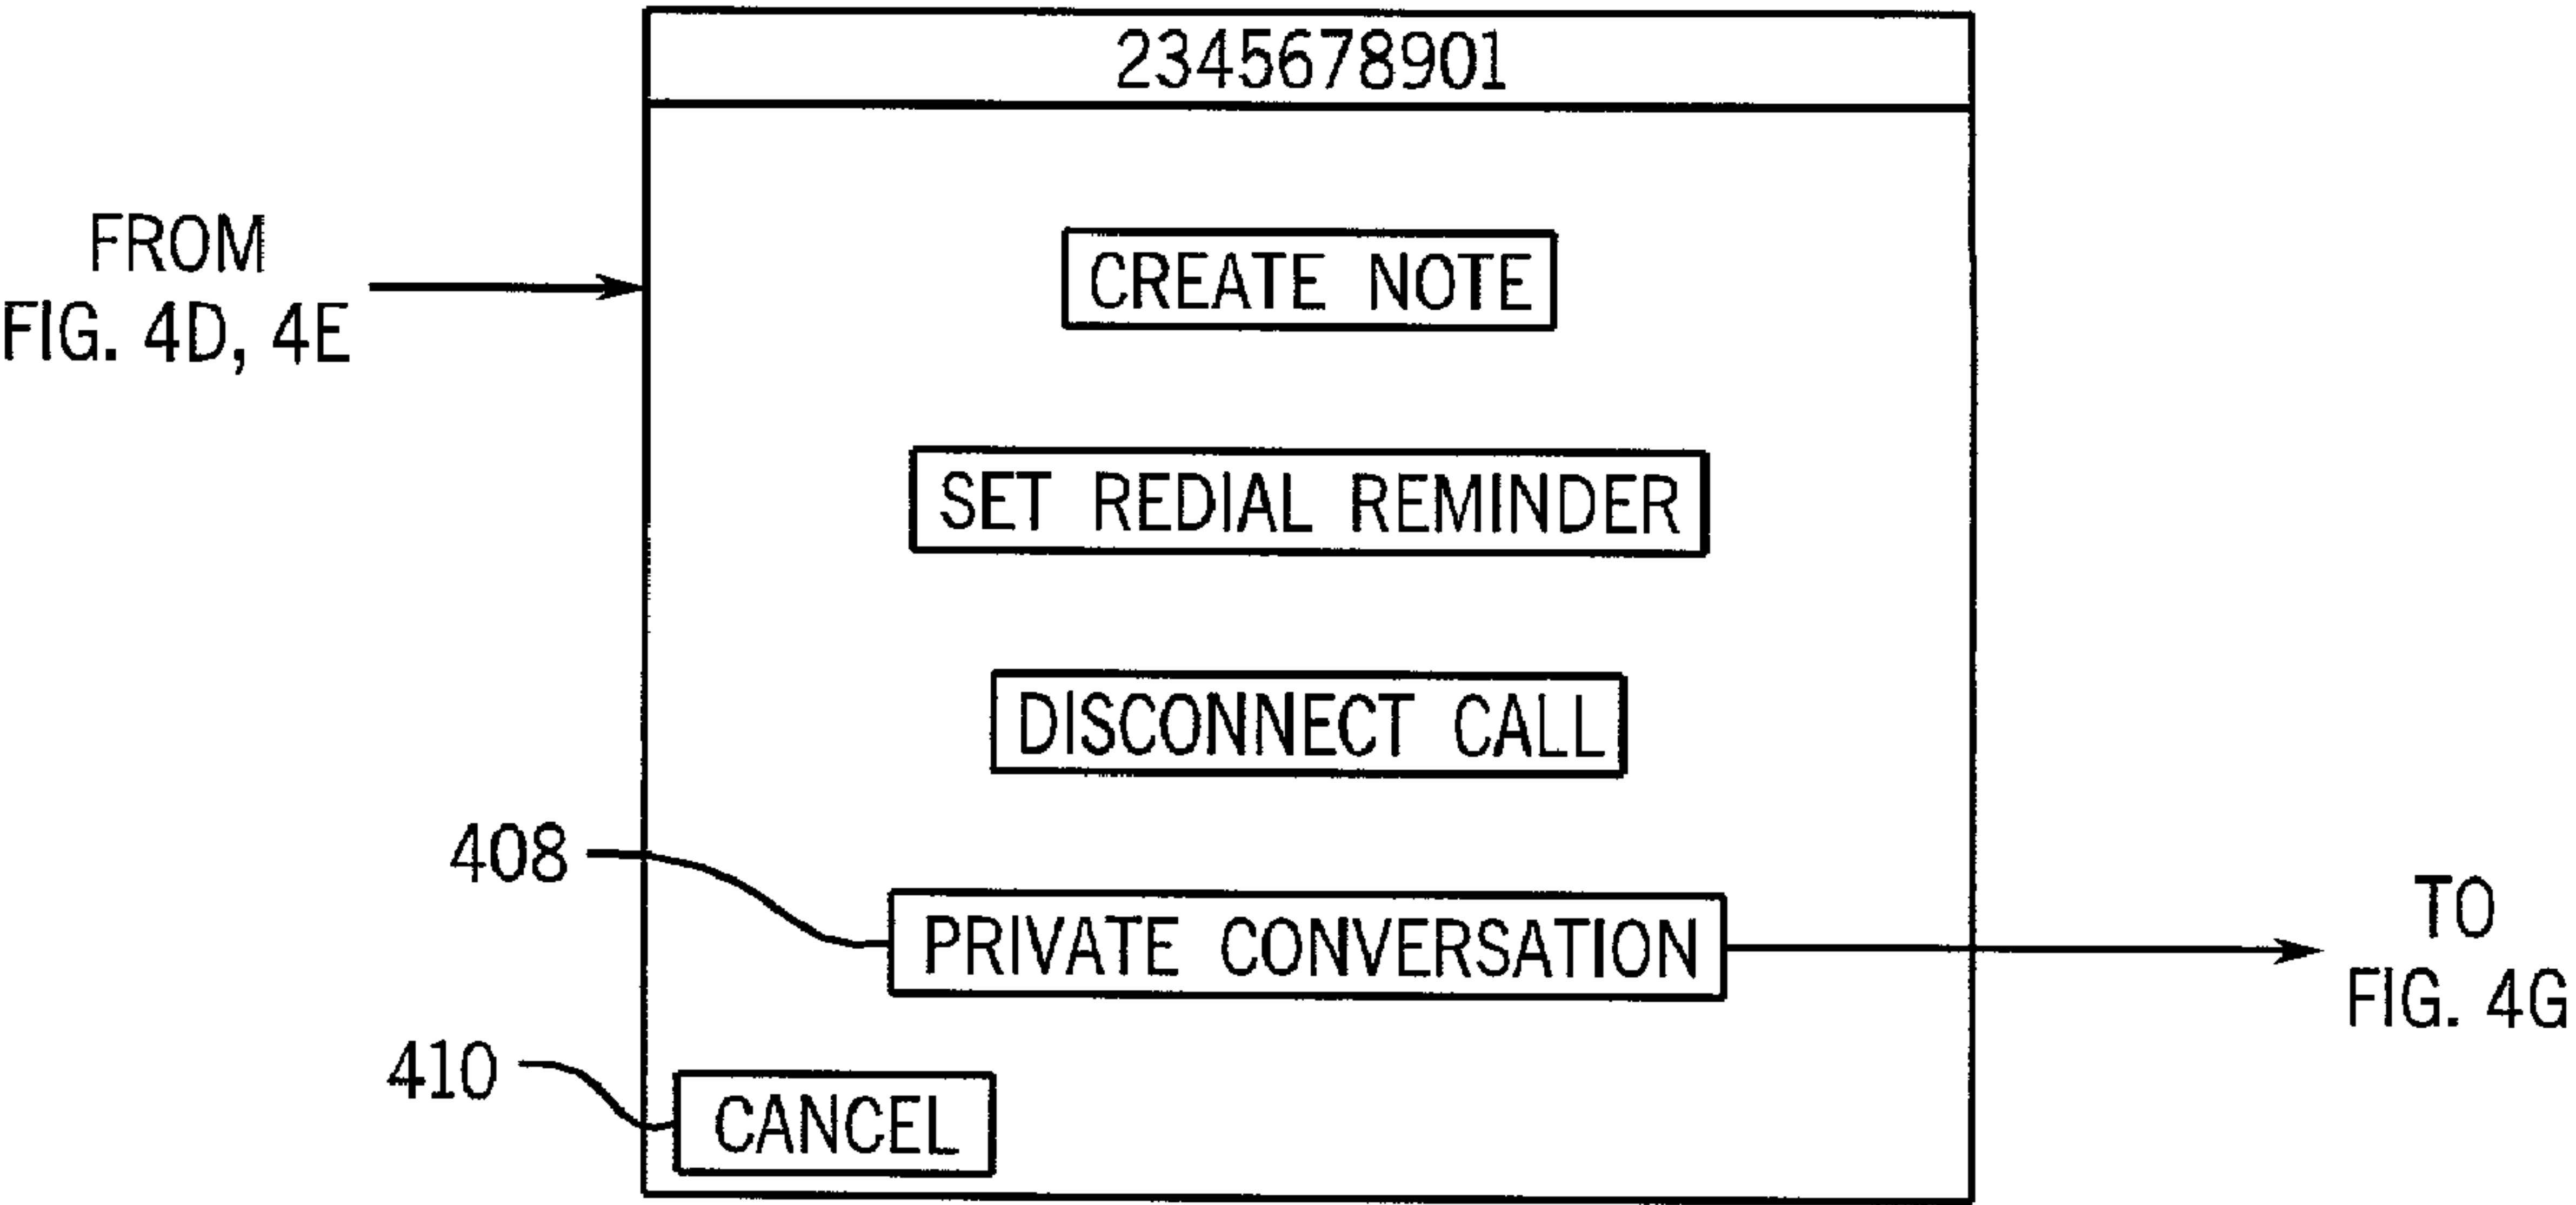 2345678901
FROM
FIG. 4D, 4E
CREATE NOTE
SET REDIAL REMINDER
DISCONNECT CALL
408
PRIVATE CONVERSATION
TO
FIG. 4G
410
CANCEL